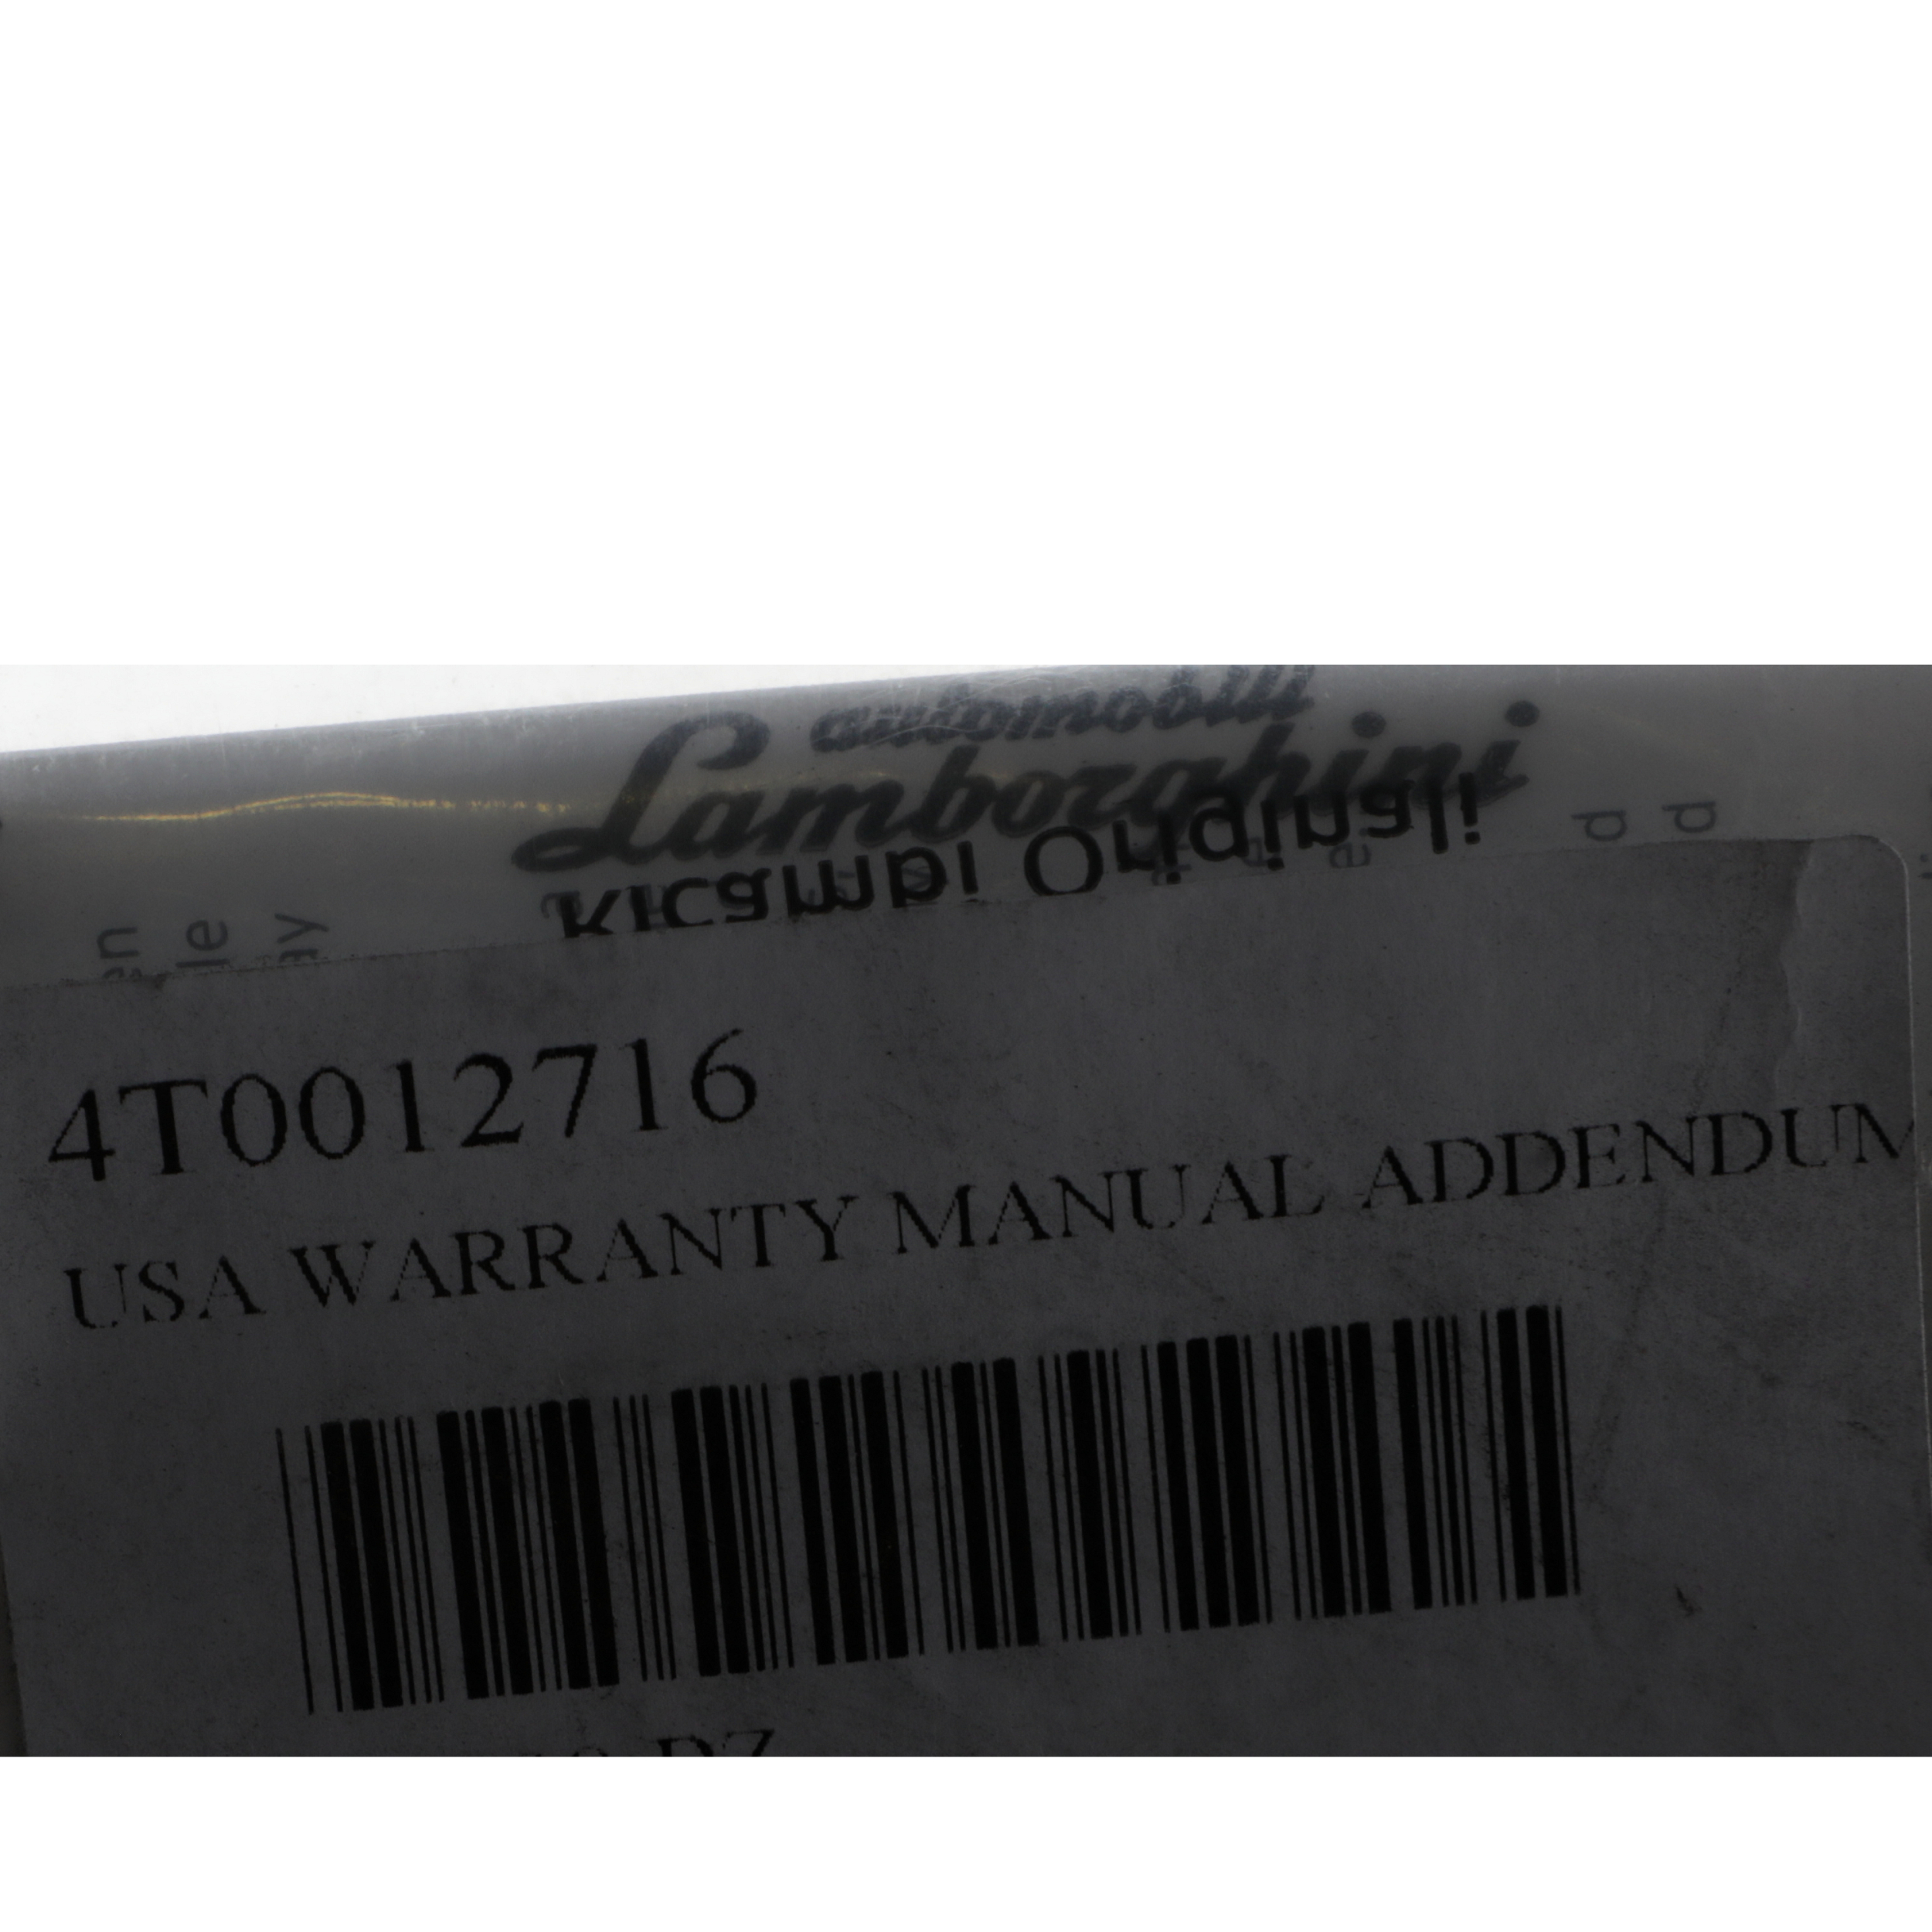 automobili
Lamborghini
Ricambi Originali
4T0012716
USA WARRANTY MANUAL ADDENDUM